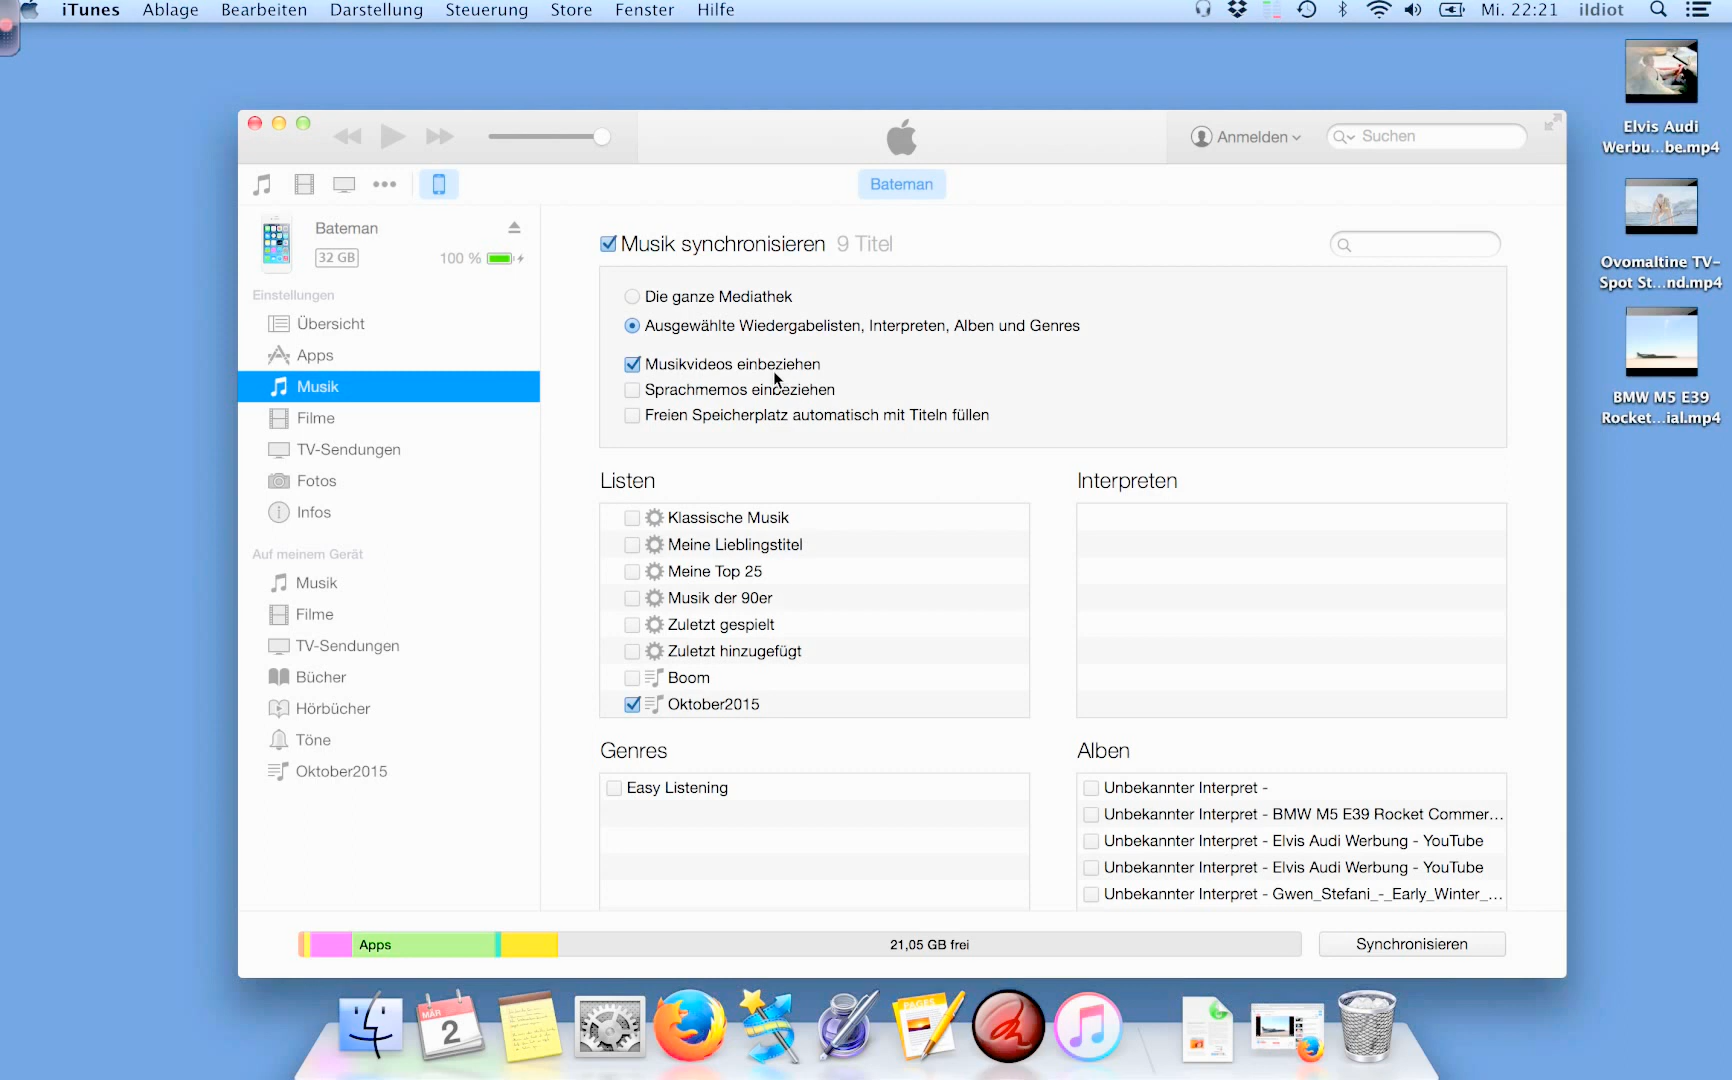 iTunes Ablage Bearbeiten Darstellung Steuerung Store Fenster Hilfe Mi. 22:21 ildiot
Elvis Audi
Werbu...be.mp4
Ovomaltine TV-
Spot St...nd.mp4
BMW M5 E39
Rocket...ial.mp4
Anmelden
Suchen
Bateman
Bateman
32 GB
100 %
Einstellungen
Übersicht
Apps
Musik
Filme
TV-Sendungen
Fotos
Infos
Auf meinem Gerät
Musik
Filme
TV-Sendungen
Bücher
Hörbücher
Töne
Oktober2015
Musik synchronisieren 9 Titel
Die ganze Mediathek
Ausgewählte Wiedergabelisten, Interpreten, Alben und Genres
Musikvideos einbeziehen
Sprachmemos einbeziehen
Freien Speicherplatz automatisch mit Titeln füllen
Listen
Klassische Musik
Meine Lieblingstitel
Meine Top 25
Musik der 90er
Zuletzt gespielt
Zuletzt hinzugefügt
Boom
Oktober2015
Interpreten
Genres
Easy Listening
Alben
Unbekannter Interpret -
Unbekannter Interpret - BMW M5 E39 Rocket Commer...
Unbekannter Interpret - Elvis Audi Werbung - YouTube
Unbekannter Interpret - Elvis Audi Werbung - YouTube
Unbekannter Interpret - Gwen_Stefani_-_Early_Winter_...
Apps
21,05 GB frei
Synchronisieren
MÄR
2
PAGES